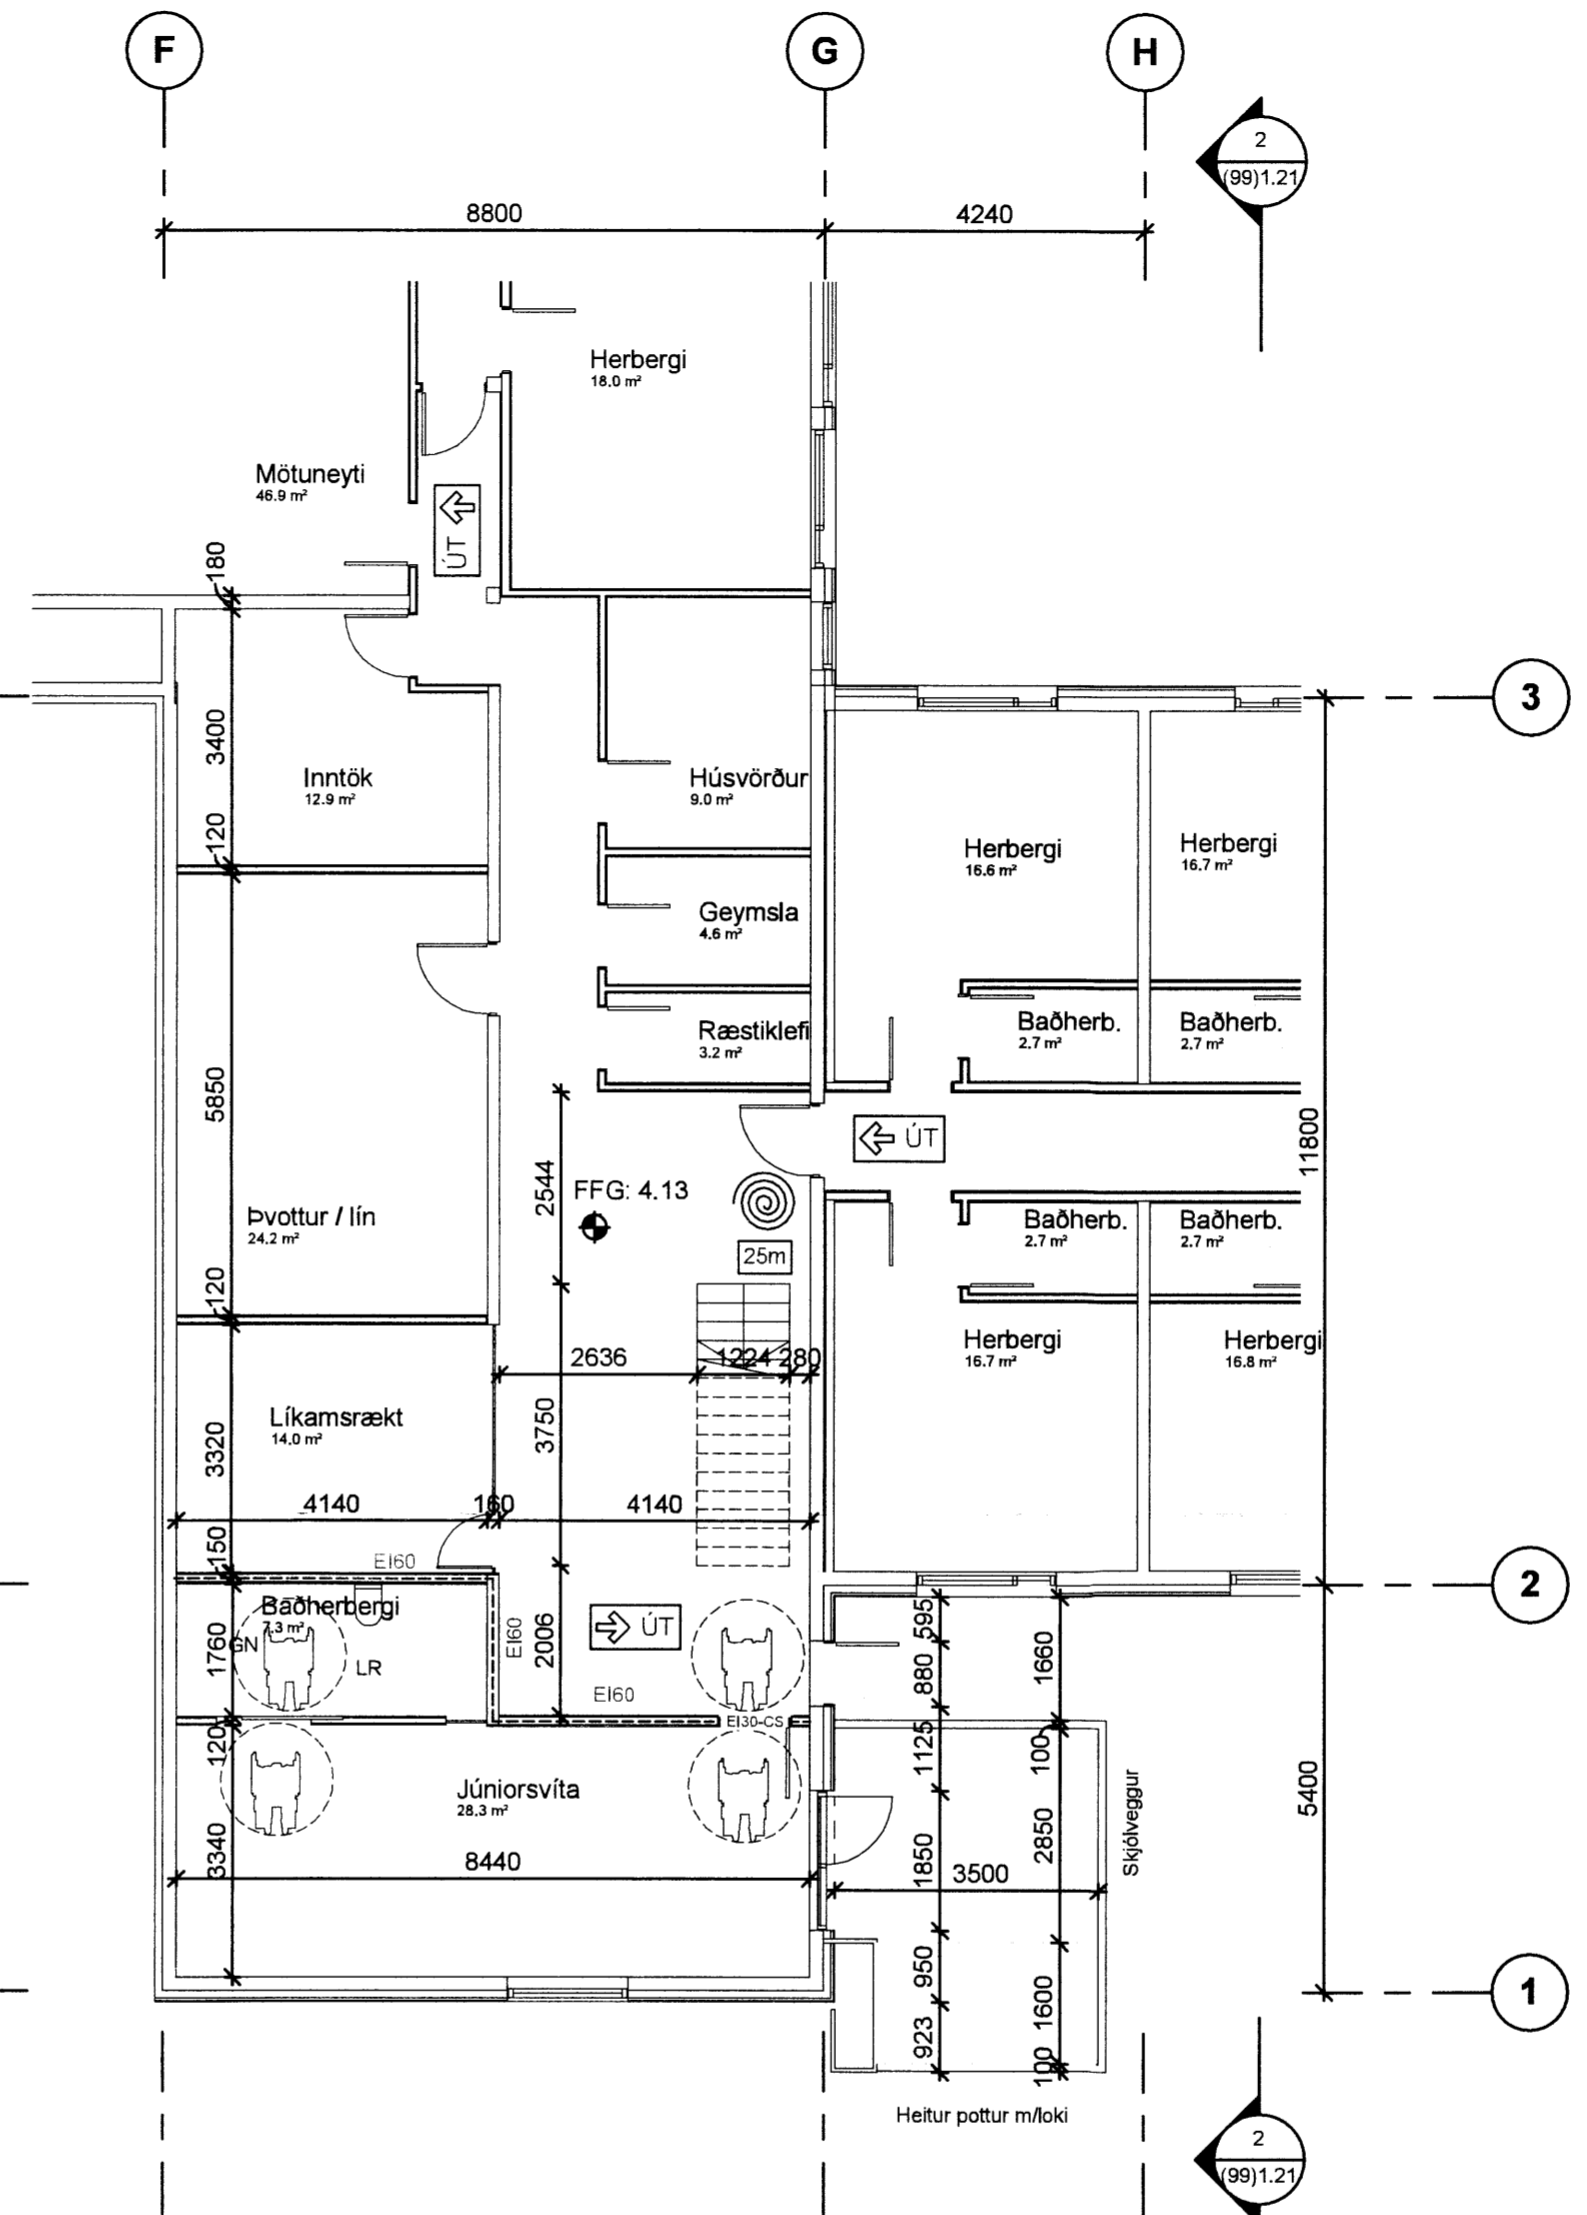 F
G
H
2
(99)1.21
8800
4240
Herbergi
18.0 m²
Mötuneyti
46.9 m²
ÚT
180
3
3400
Inntök
12.9 m²
Húsvörður
9.0 m²
120
Herbergi
16.6 m²
Herbergi
16.7 m²
Geymsla
4.6 m²
Ræstiklefi
3.2 m²
Baðherb.
2.7 m²
Baðherb.
2.7 m²
5850
11800
ÚT
2544
FFG: 4.13
Þvottur / lín
24.2 m²
25m
Baðherb.
2.7 m²
Baðherb.
2.7 m²
120
2636
1224
280
Herbergi
16.7 m²
Herbergi
16.8 m²
Líkamsrækt
14.0 m²
3750
3320
4140
160
4140
150
EI60
2
Baðherbergi
7.3 m²
GN
LR
1760
EI60
2006
ÚT
595
880
1660
EI60
EI30-CS
120
1125
100
Júniorsvíta
28.3 m²
Skjólveggur
5400
3340
8440
1850
2850
3500
950
1600
1
923
100
Heitur pottur m/loki
2
(99)1.21